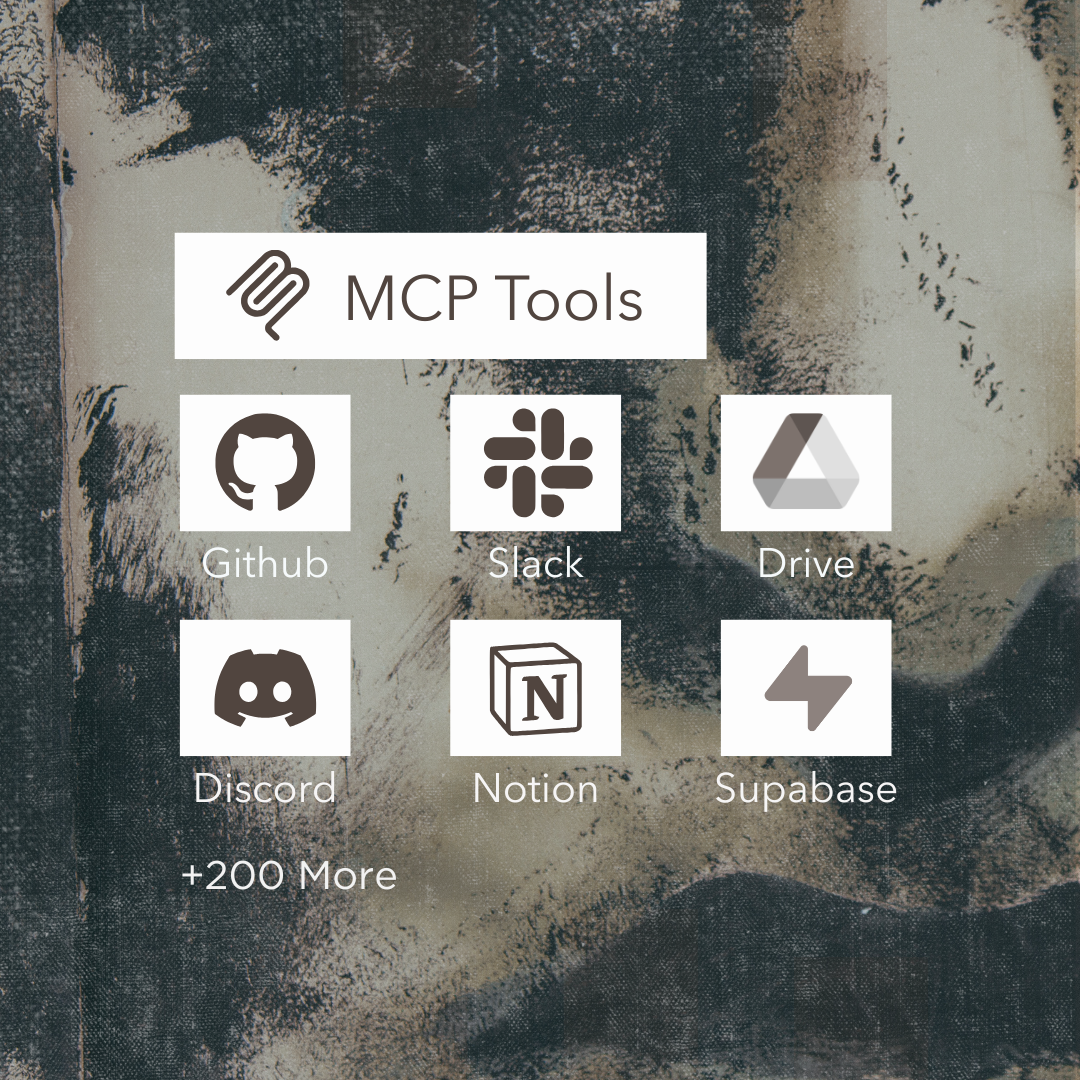 MCP Tools
Github
Slack
Drive
N
Discord
Notion
Supabase
+200 More